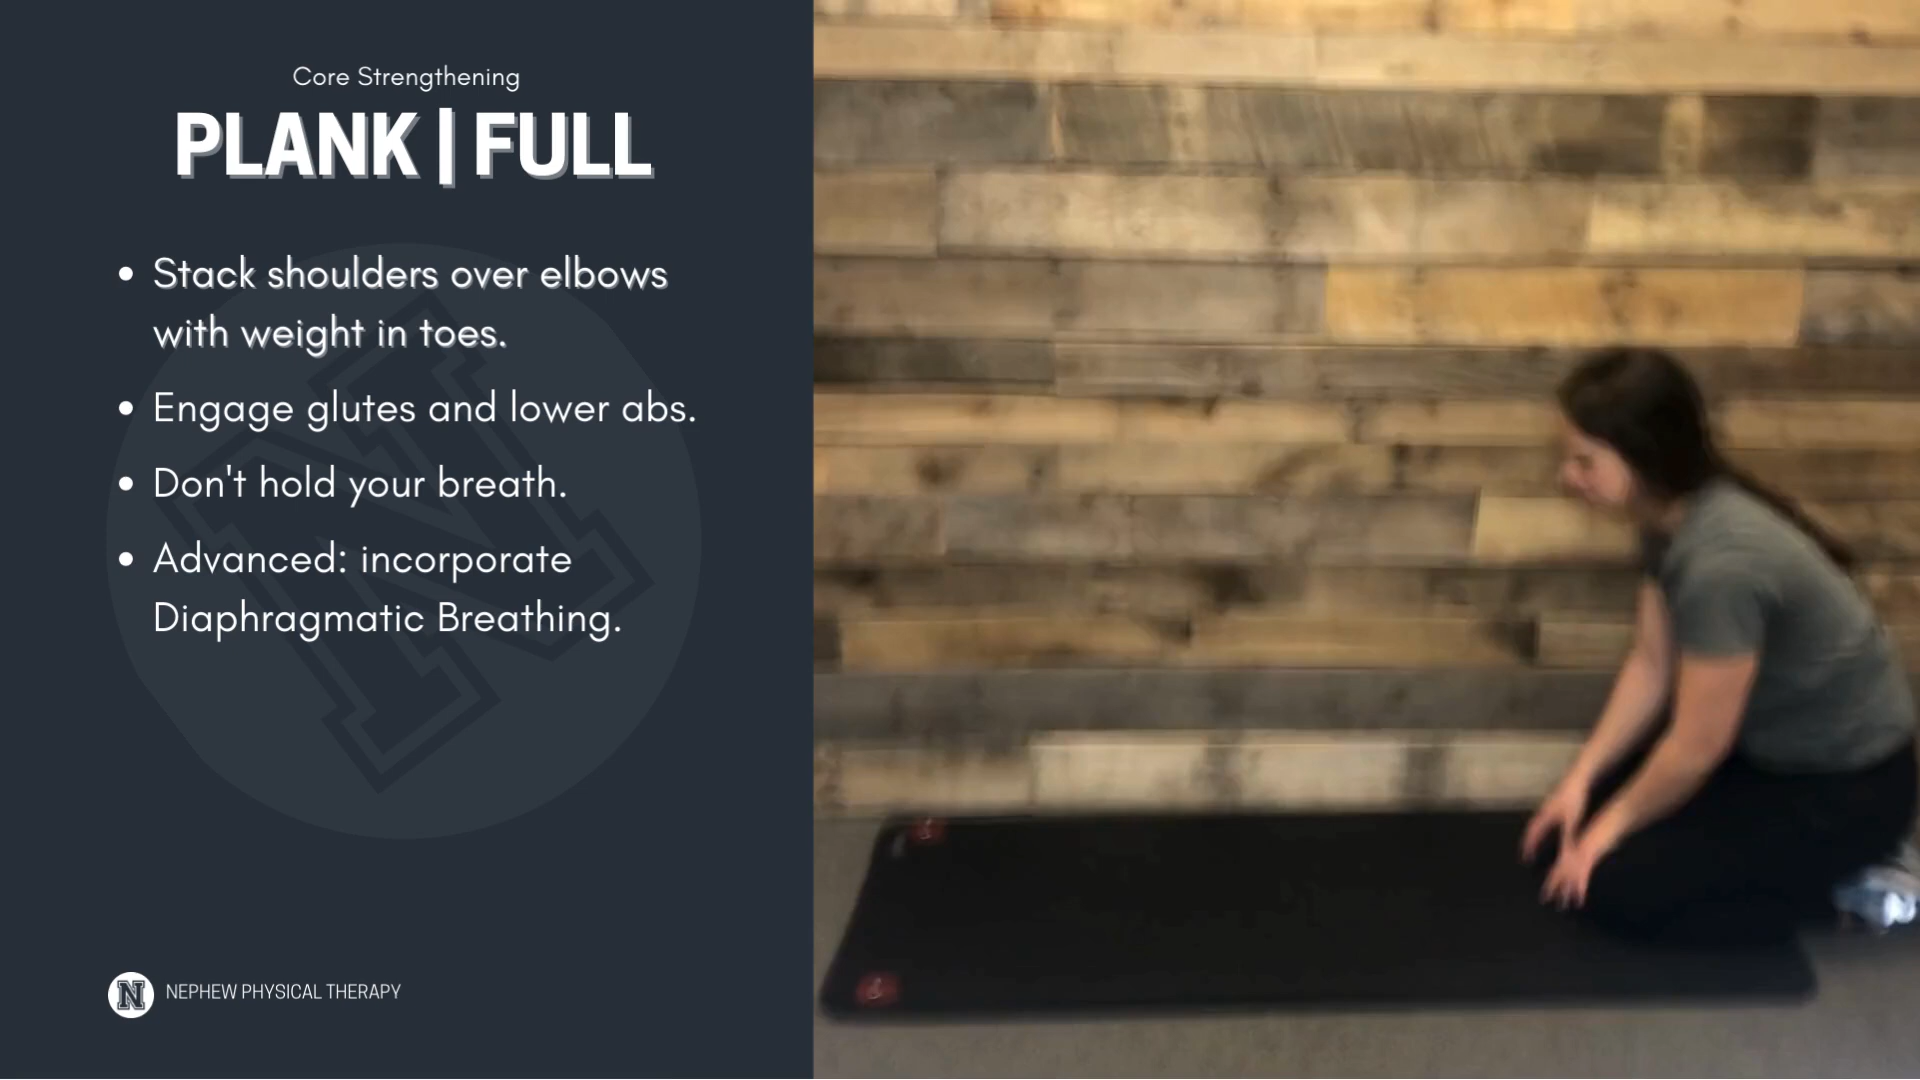 Core Strengthening
PLANK | FULL
• Stack shoulders over elbows
with weight in toes.
• Engage glutes and lower abs.
• Don't hold your breath.
• Advanced: incorporate
Diaphragmatic Breathing.
N NEPHEW PHYSICAL THERAPY